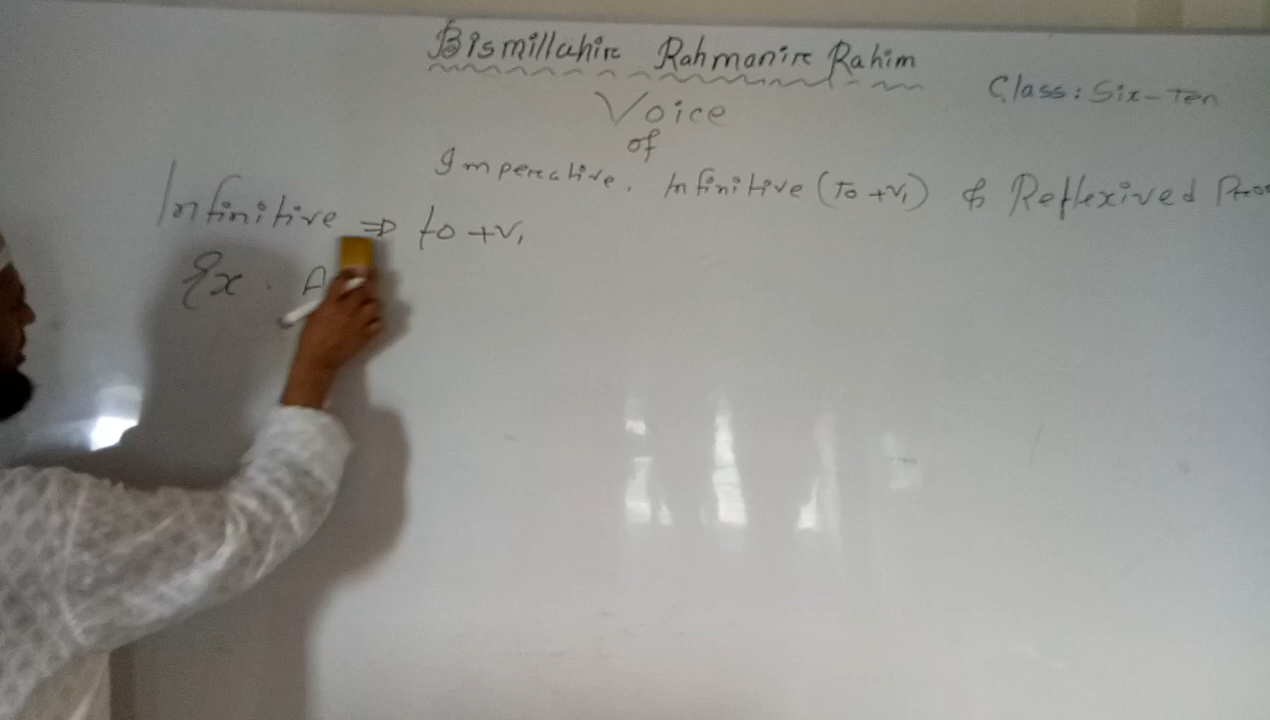 Bismillahir Rahmanir Rahim
Class: Six-Ten
Voice
of
Imperative, Infinitive (To +V₁) & Reflexived
Infinitive ⇒ to +V₁
Ex. A